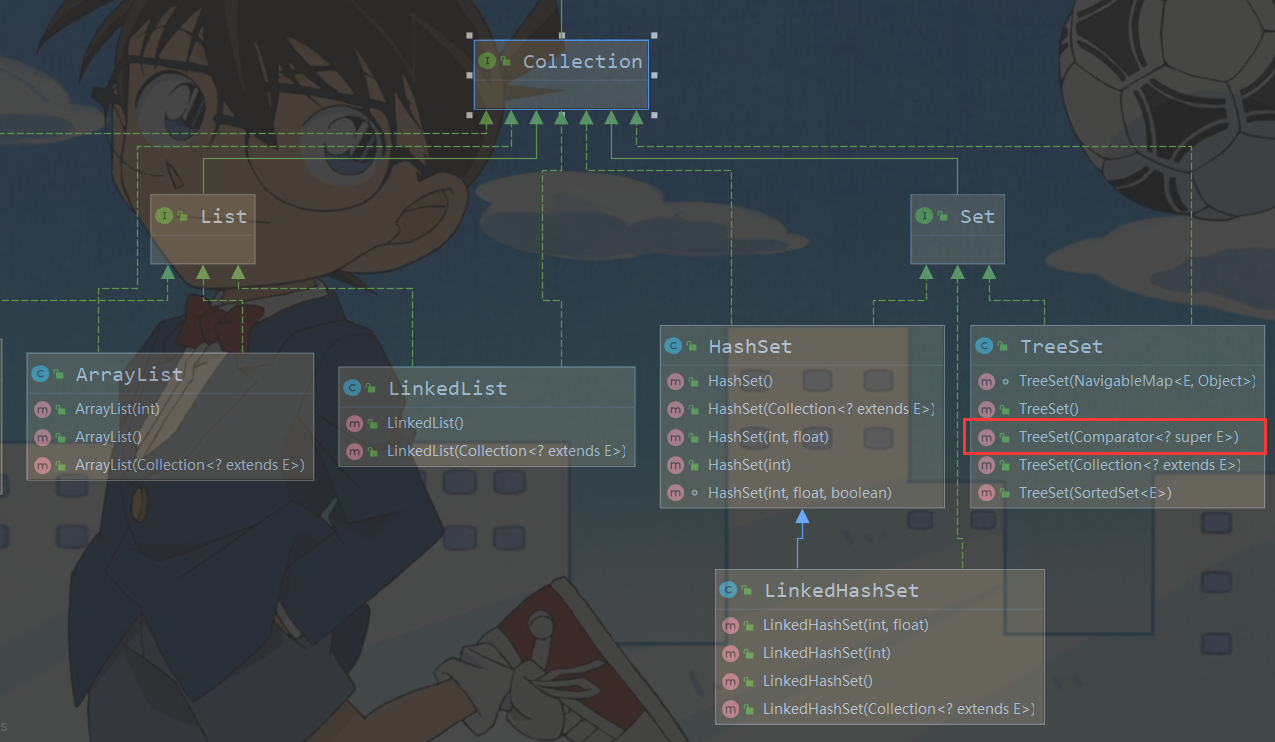 Collection
List
Set
ArrayList
ArrayList(int)
ArrayList()
ArrayList(Collection<? extends E>)
LinkedList
LinkedList()
LinkedList(Collection<? extends E>)
HashSet
HashSet()
HashSet(Collection<? extends E>)
HashSet(int, float)
HashSet(int)
HashSet(int, float, boolean)
TreeSet
TreeSet(NavigableMap<E, Object>)
TreeSet()
TreeSet(Comparator<? super E>)
TreeSet(Collection<? extends E>)
TreeSet(SortedSet<E>)
LinkedHashSet
LinkedHashSet(int, float)
LinkedHashSet(int)
LinkedHashSet()
LinkedHashSet(Collection<? extends E>)